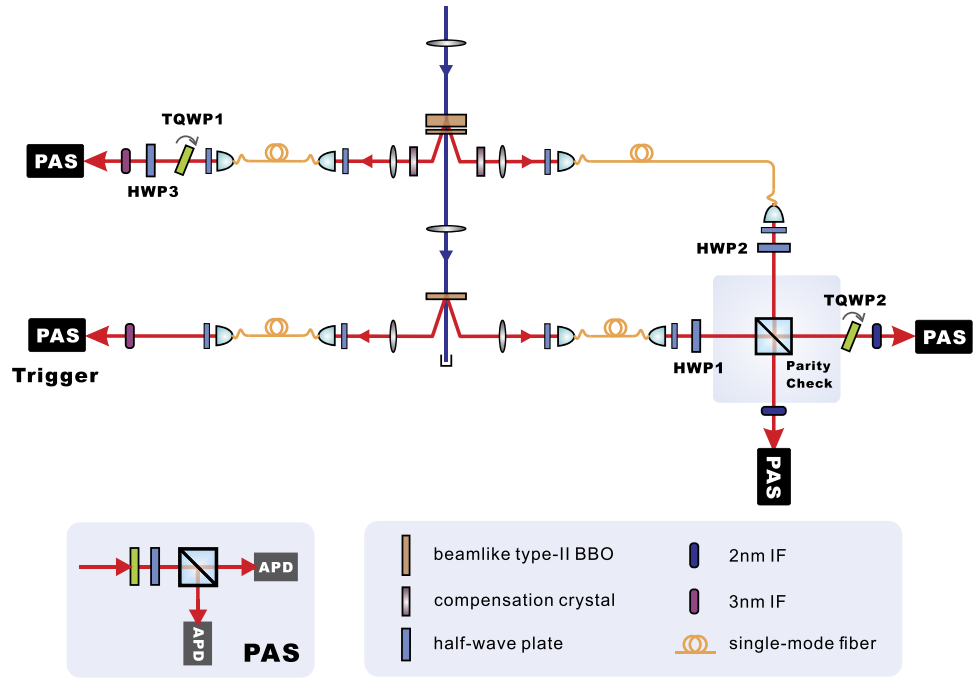 TQWP1
PAS
HWP3
HWP2
TQWP2
PAS
PAS
HWP1
Parity
Check
Trigger
PAS
APD
APD
PAS
beamlike type-II BBO
compensation crystal
half-wave plate
2nm IF
3nm IF
single-mode fiber